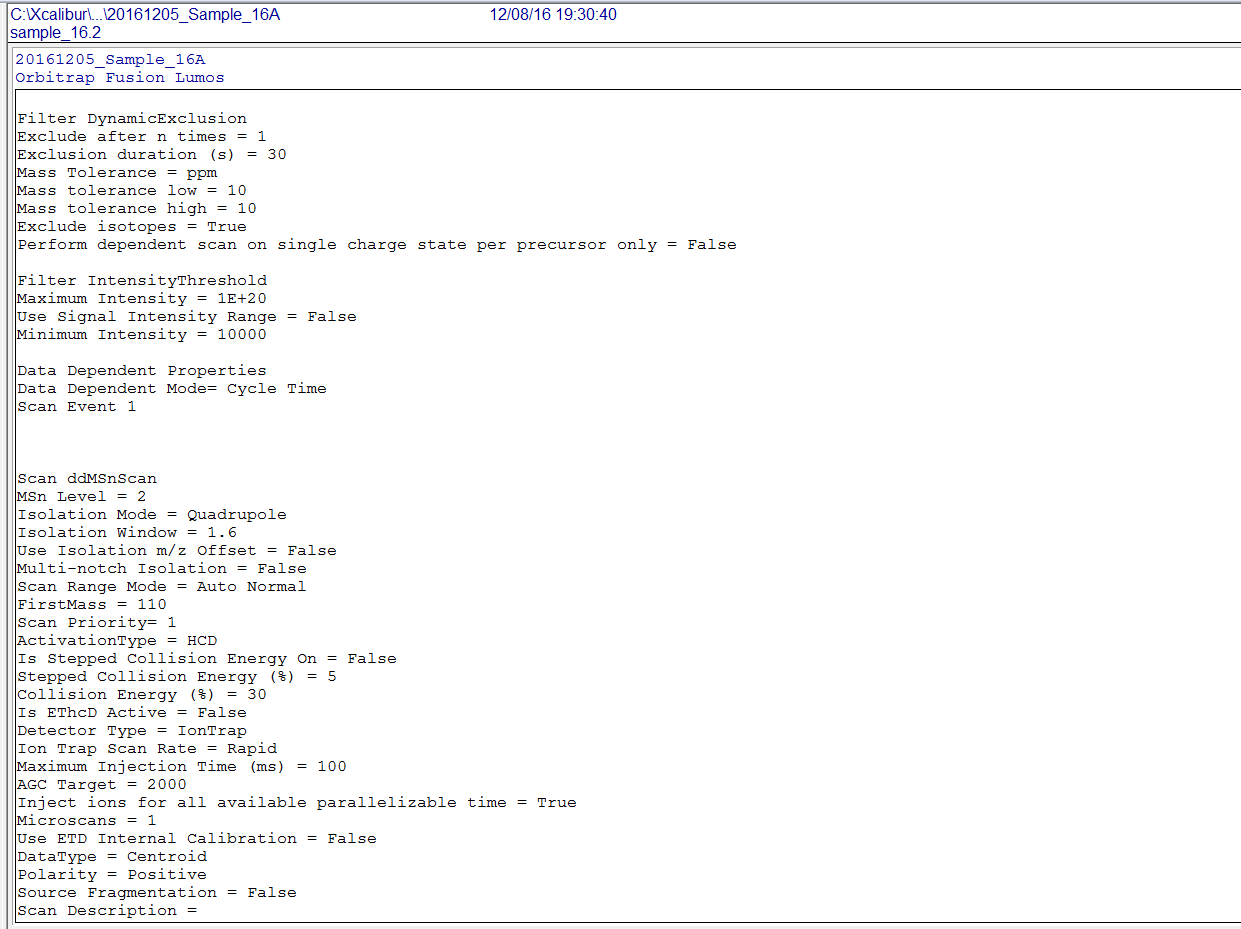 C:\Xcalibur\...\20161205_Sample_16A 12/08/16 19:30:40
sample_16.2
20161205_Sample_16A
Orbitrap Fusion Lumos
Filter DynamicExclusion
Exclude after n times = 1
Exclusion duration (s) = 30
Mass Tolerance = ppm
Mass tolerance low = 10
Mass tolerance high = 10
Exclude isotopes = True
Perform dependent scan on single charge state per precursor only = False
Filter IntensityThreshold
Maximum Intensity = 1E+20
Use Signal Intensity Range = False
Minimum Intensity = 10000
Data Dependent Properties
Data Dependent Mode= Cycle Time
Scan Event 1
Scan ddMSnScan
MSn Level = 2
Isolation Mode = Quadrupole
Isolation Window = 1.6
Use Isolation m/z Offset = False
Multi-notch Isolation = False
Scan Range Mode = Auto Normal
FirstMass = 110
Scan Priority= 1
ActivationType = HCD
Is Stepped Collision Energy On = False
Stepped Collision Energy (%) = 5
Collision Energy (%) = 30
Is EThcD Active = False
Detector Type = IonTrap
Ion Trap Scan Rate = Rapid
Maximum Injection Time (ms) = 100
AGC Target = 2000
Inject ions for all available parallelizable time = True
Microscans = 1
Use ETD Internal Calibration = False
DataType = Centroid
Polarity = Positive
Source Fragmentation = False
Scan Description =